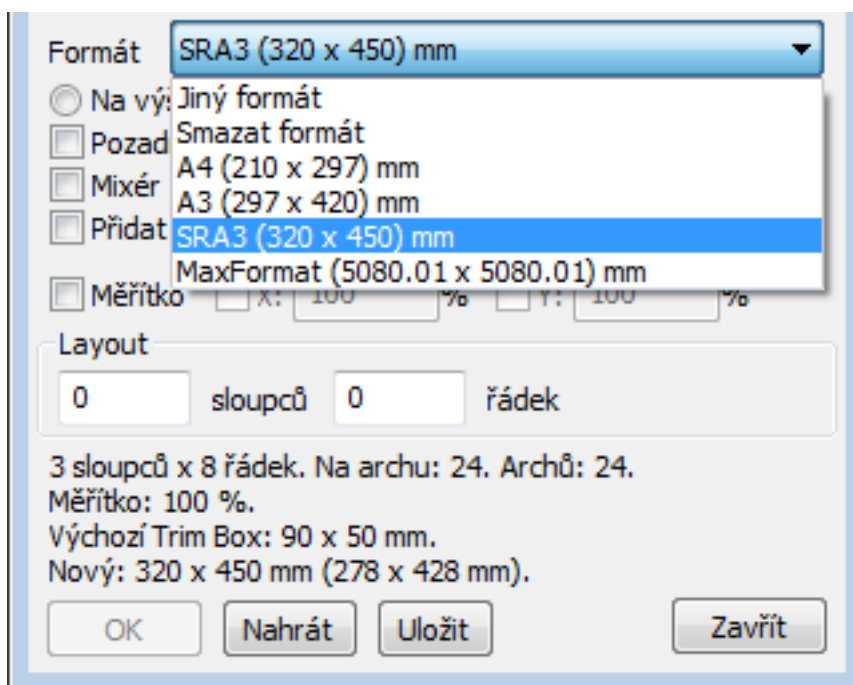 Formát SRA3 (320 x 450) mm
Na výš
Jiný formát
Pozad
Smazat formát
A4 (210 x 297) mm
Mixér
A3 (297 x 420) mm
Přidat
SRA3 (320 x 450) mm
MaxFormat (5080.01 x 5080.01) mm
Měřítko X: 100 % Y: 100 %
Layout
0 sloupců 0 řádek
3 sloupců x 8 řádek. Na archu: 24. Archů: 24.
Měřítko: 100 %.
Výchozí Trim Box: 90 x 50 mm.
Nový: 320 x 450 mm (278 x 428 mm).
OK Nahrát Uložit Zavřít